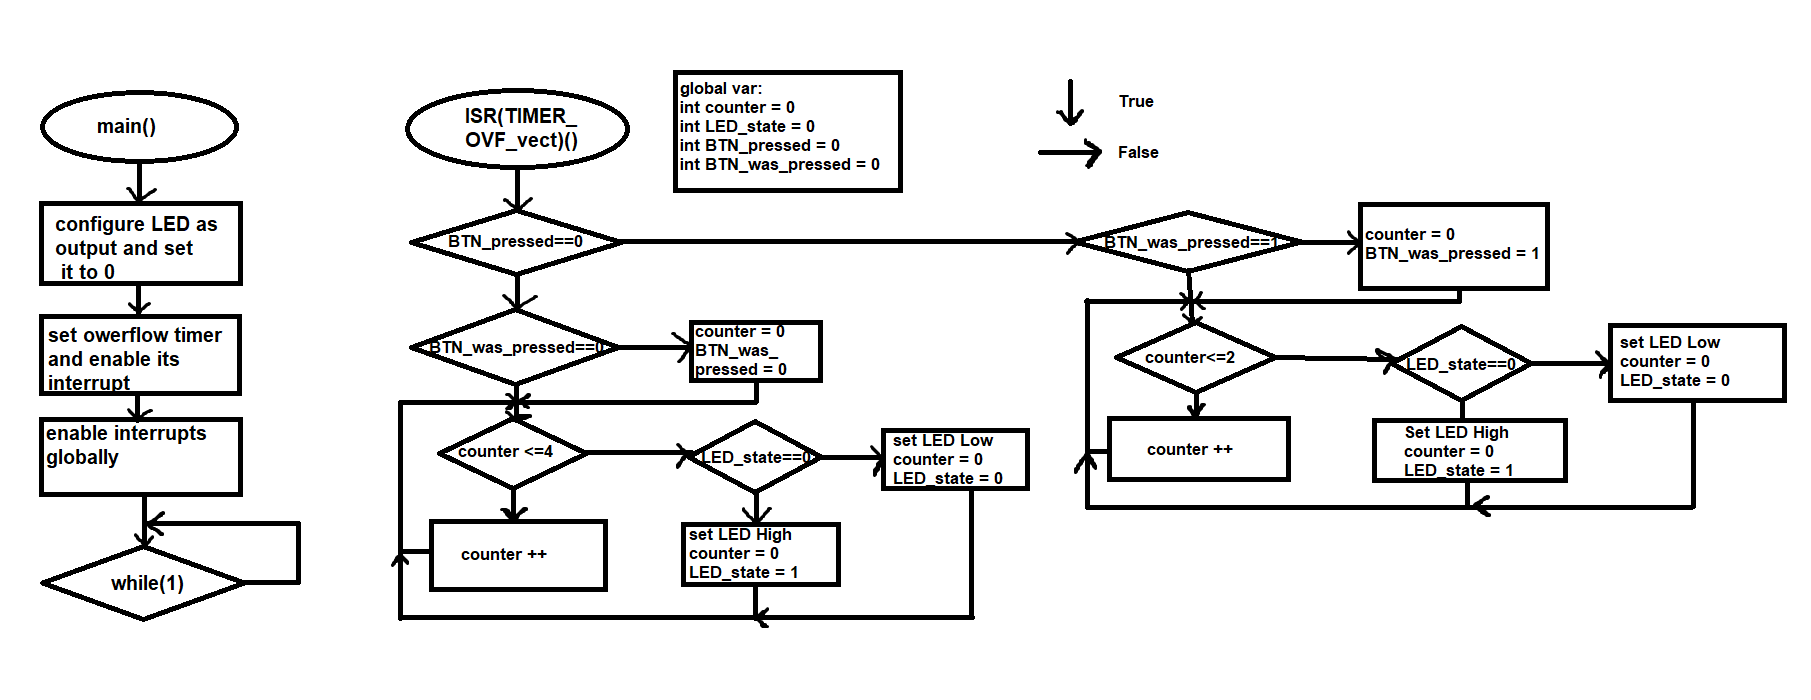 main()
configure LED as
output and set
it to 0
set owerflow timer
and enable its
interrupt
enable interrupts
globally
while(1)
ISR(TIMER_
OVF_vect)()
global var:
int counter = 0
int LED_state = 0
int BTN_pressed = 0
int BTN_was_pressed = 0
True
False
BTN_pressed==0
BTN_was_pressed==0
counter = 0
BTN_was_
pressed = 0
counter <=4
LED_state==0
set LED Low
counter = 0
LED_state = 0
counter ++
set LED High
counter = 0
LED_state = 1
BTN_was_pressed==1
counter = 0
BTN_was_pressed = 1
counter<=2
LED_state==0
set LED Low
counter = 0
LED_state = 0
counter ++
Set LED High
counter = 0
LED_state = 1